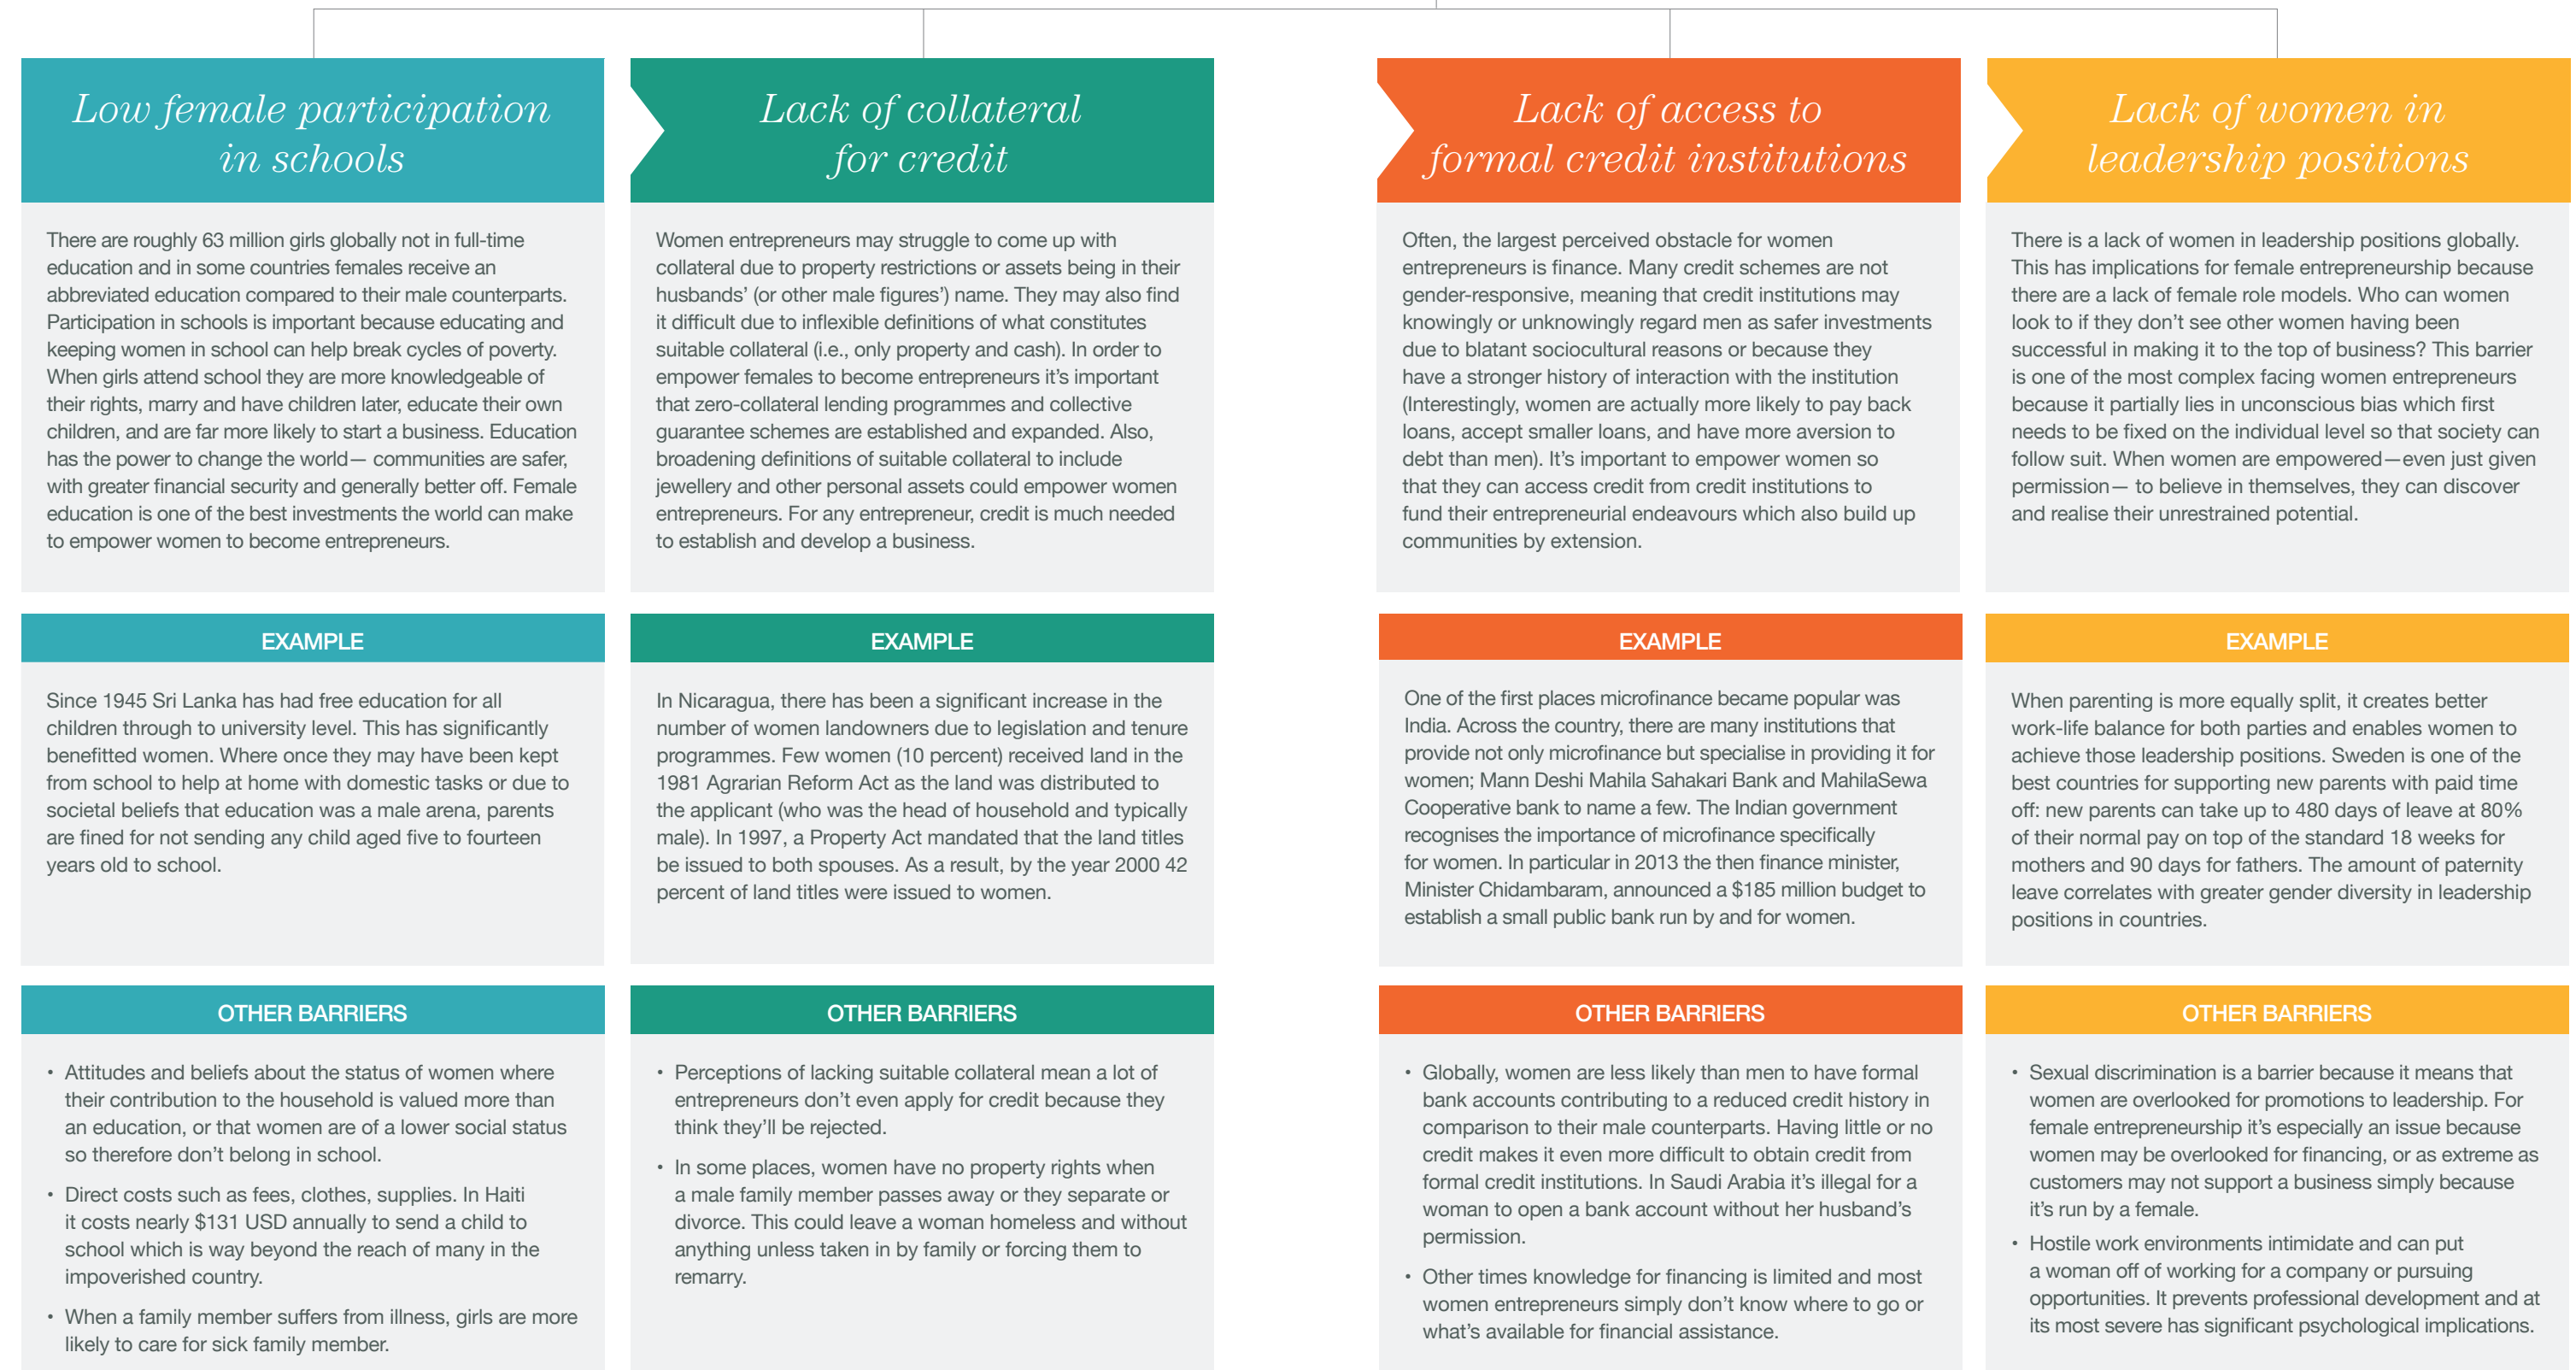 Low female participation
in schools
There are roughly 63 million girls globally not in full-time
education and in some countries females receive an
abbreviated education compared to their male counterparts.
Participation in schools is important because educating and
keeping women in school can help break cycles of poverty.
When girls attend school they are more knowledgeable of
their rights, marry and have children later, educate their own
children, and are far more likely to start a business. Education
has the power to change the world— communities are safer,
with greater financial security and generally better off. Female
education is one of the best investments the world can make
to empower women to become entrepreneurs.
EXAMPLE
Since 1945 Sri Lanka has had free education for all
children through to university level. This has significantly
benefitted women. Where once they may have been kept
from school to help at home with domestic tasks or due to
societal beliefs that education was a male arena, parents
are fined for not sending any child aged five to fourteen
years old to school.
OTHER BARRIERS
• Attitudes and beliefs about the status of women where
their contribution to the household is valued more than
an education, or that women are of a lower social status
so therefore don’t belong in school.
• Direct costs such as fees, clothes, supplies. In Haiti
it costs nearly $131 USD annually to send a child to
school which is way beyond the reach of many in the
impoverished country.
• When a family member suffers from illness, girls are more
likely to care for sick family member.
Lack of collateral
for credit
Women entrepreneurs may struggle to come up with
collateral due to property restrictions or assets being in their
husbands’ (or other male figures’) name. They may also find
it difficult due to inflexible definitions of what constitutes
suitable collateral (i.e., only property and cash). In order to
empower females to become entrepreneurs it’s important
that zero-collateral lending programmes and collective
guarantee schemes are established and expanded. Also,
broadening definitions of suitable collateral to include
jewellery and other personal assets could empower women
entrepreneurs. For any entrepreneur, credit is much needed
to establish and develop a business.
EXAMPLE
In Nicaragua, there has been a significant increase in the
number of women landowners due to legislation and tenure
programmes. Few women (10 percent) received land in the
1981 Agrarian Reform Act as the land was distributed to
the applicant (who was the head of household and typically
male). In 1997, a Property Act mandated that the land titles
be issued to both spouses. As a result, by the year 2000 42
percent of land titles were issued to women.
OTHER BARRIERS
• Perceptions of lacking suitable collateral mean a lot of
entrepreneurs don’t even apply for credit because they
think they’ll be rejected.
• In some places, women have no property rights when
a male family member passes away or they separate or
divorce. This could leave a woman homeless and without
anything unless taken in by family or forcing them to
remarry.
Lack of access to
formal credit institutions
Often, the largest perceived obstacle for women
entrepreneurs is finance. Many credit schemes are not
gender-responsive, meaning that credit institutions may
knowingly or unknowingly regard men as safer investments
due to blatant sociocultural reasons or because they
have a stronger history of interaction with the institution
(Interestingly, women are actually more likely to pay back
loans, accept smaller loans, and have more aversion to
debt than men). It’s important to empower women so
that they can access credit from credit institutions to
fund their entrepreneurial endeavours which also build up
communities by extension.
EXAMPLE
One of the first places microfinance became popular was
India. Across the country, there are many institutions that
provide not only microfinance but specialise in providing it for
women; Mann Deshi Mahila Sahakari Bank and MahilaSewa
Cooperative bank to name a few. The Indian government
recognises the importance of microfinance specifically
for women. In particular in 2013 the then finance minister,
Minister Chidambaram, announced a $185 million budget to
establish a small public bank run by and for women.
OTHER BARRIERS
• Globally, women are less likely than men to have formal
bank accounts contributing to a reduced credit history in
comparison to their male counterparts. Having little or no
credit makes it even more difficult to obtain credit from
formal credit institutions. In Saudi Arabia it’s illegal for a
woman to open a bank account without her husband’s
permission.
• Other times knowledge for financing is limited and most
women entrepreneurs simply don’t know where to go or
what’s available for financial assistance.
Lack of women in
leadership positions
There is a lack of women in leadership positions globally.
This has implications for female entrepreneurship because
there are a lack of female role models. Who can women
look to if they don’t see other women having been
successful in making it to the top of business? This barrier
is one of the most complex facing women entrepreneurs
because it partially lies in unconscious bias which first
needs to be fixed on the individual level so that society can
follow suit. When women are empowered—even just given
permission— to believe in themselves, they can discover
and realise their unrestrained potential.
EXAMPLE
When parenting is more equally split, it creates better
work-life balance for both parties and enables women to
achieve those leadership positions. Sweden is one of the
best countries for supporting new parents with paid time
off: new parents can take up to 480 days of leave at 80%
of their normal pay on top of the standard 18 weeks for
mothers and 90 days for fathers. The amount of paternity
leave correlates with greater gender diversity in leadership
positions in countries.
OTHER BARRIERS
• Sexual discrimination is a barrier because it means that
women are overlooked for promotions to leadership. For
female entrepreneurship it’s especially an issue because
women may be overlooked for financing, or as extreme as
customers may not support a business simply because
it’s run by a female.
• Hostile work environments intimidate and can put
a woman off of working for a company or pursuing
opportunities. It prevents professional development and at
its most severe has significant psychological implications.